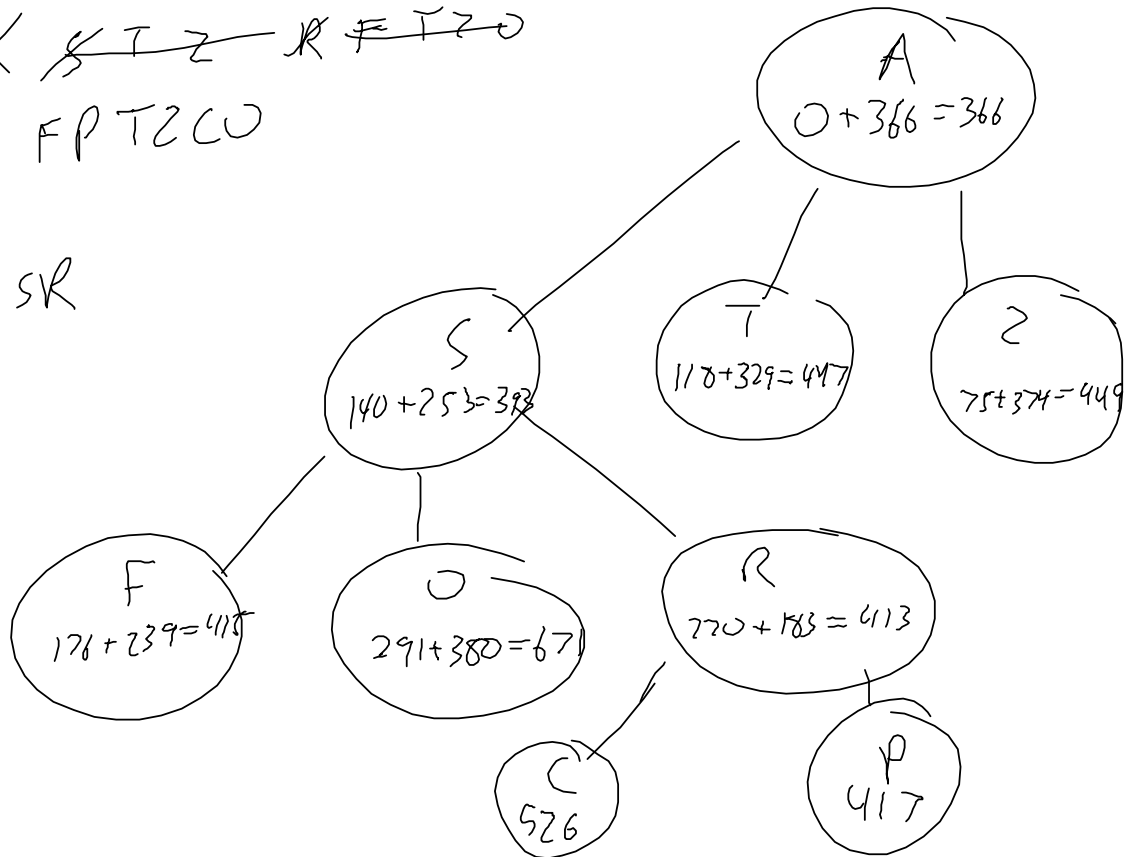 S T Z R F T Z O
F P T Z C O
S R
A
0+366=366
S
140+253=393
T
118+329=447
Z
75+374=449
F
176+239=415
O
291+380=671
R
220+183=413
C
526
P
417